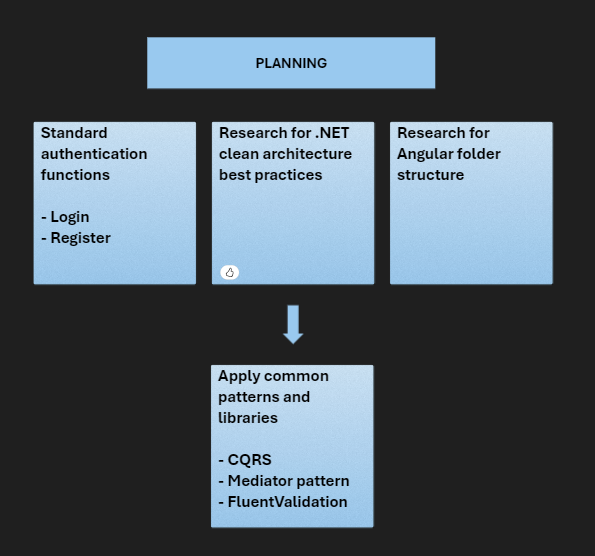 PLANNING
Standard
authentication
functions
- Login
- Register
Research for .NET
clean architecture
best practices
Research for
Angular folder
structure
Apply common
patterns and
libraries
- CQRS
- Mediator pattern
- FluentValidation